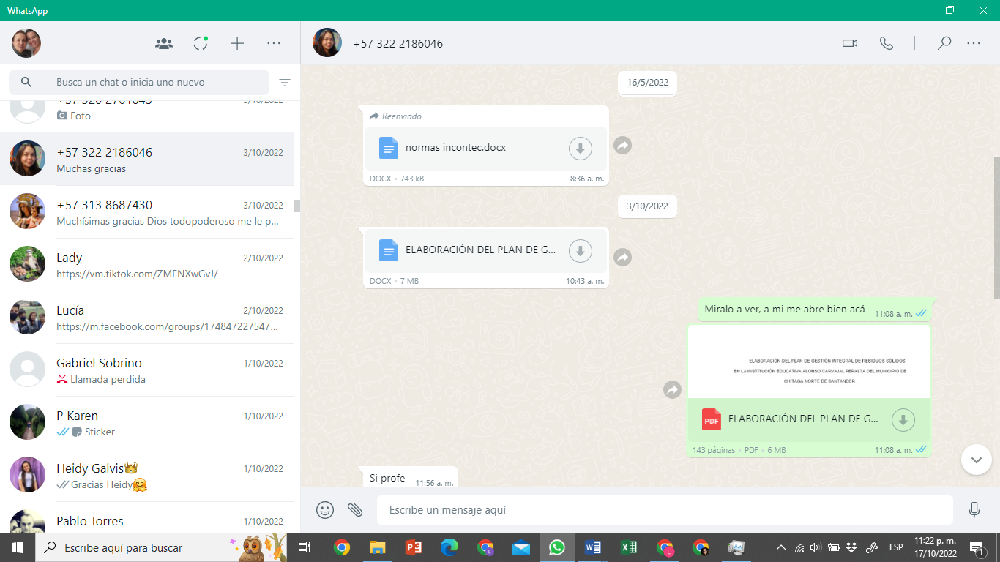 WhatsApp
Busca un chat o inicia uno nuevo
Foto
+57 322 2186046
3/10/2022
Muchas gracias
+57 313 8687430
3/10/2022
Muchísimas gracias Dios todopoderoso me le p...
Lady
2/10/2022
https://vm.tiktok.com/ZMFNXwGvJ/
Lucía
2/10/2022
https://m.facebook.com/groups/174847227547...
Gabriel Sobrino
1/10/2022
Llamada perdida
P Karen
1/10/2022
Sticker
Heidy Galvis
1/10/2022
Gracias Heidy
Pablo Torres
1/10/2022
+57 322 2186046
16/5/2022
Reenviado
normas incontec.docx
DOCX • 743 kB
8:36 a. m.
3/10/2022
ELABORACIÓN DEL PLAN DE G...
DOCX • 7 MB
10:43 a. m.
Miralo a ver, a mi me abre bien acá
11:08 a. m.
ELABORACIÓN DEL PLAN DE GESTIÓN INTEGRAL DE RESIDUOS SÓLIDOS
EN LA INSTITUCIÓN EDUCATIVA ALONSO CARVAJAL PERALTA DEL MUNICIPIO DE
CHITAGÁ NORTE DE SANTANDER.
PDF
ELABORACIÓN DEL PLAN DE G...
143 páginas • PDF • 6 MB
11:08 a. m.
Si profe
11:56 a. m.
Escribe un mensaje aquí
Escribe aquí para buscar
ESP
11:22 p. m.
17/10/2022